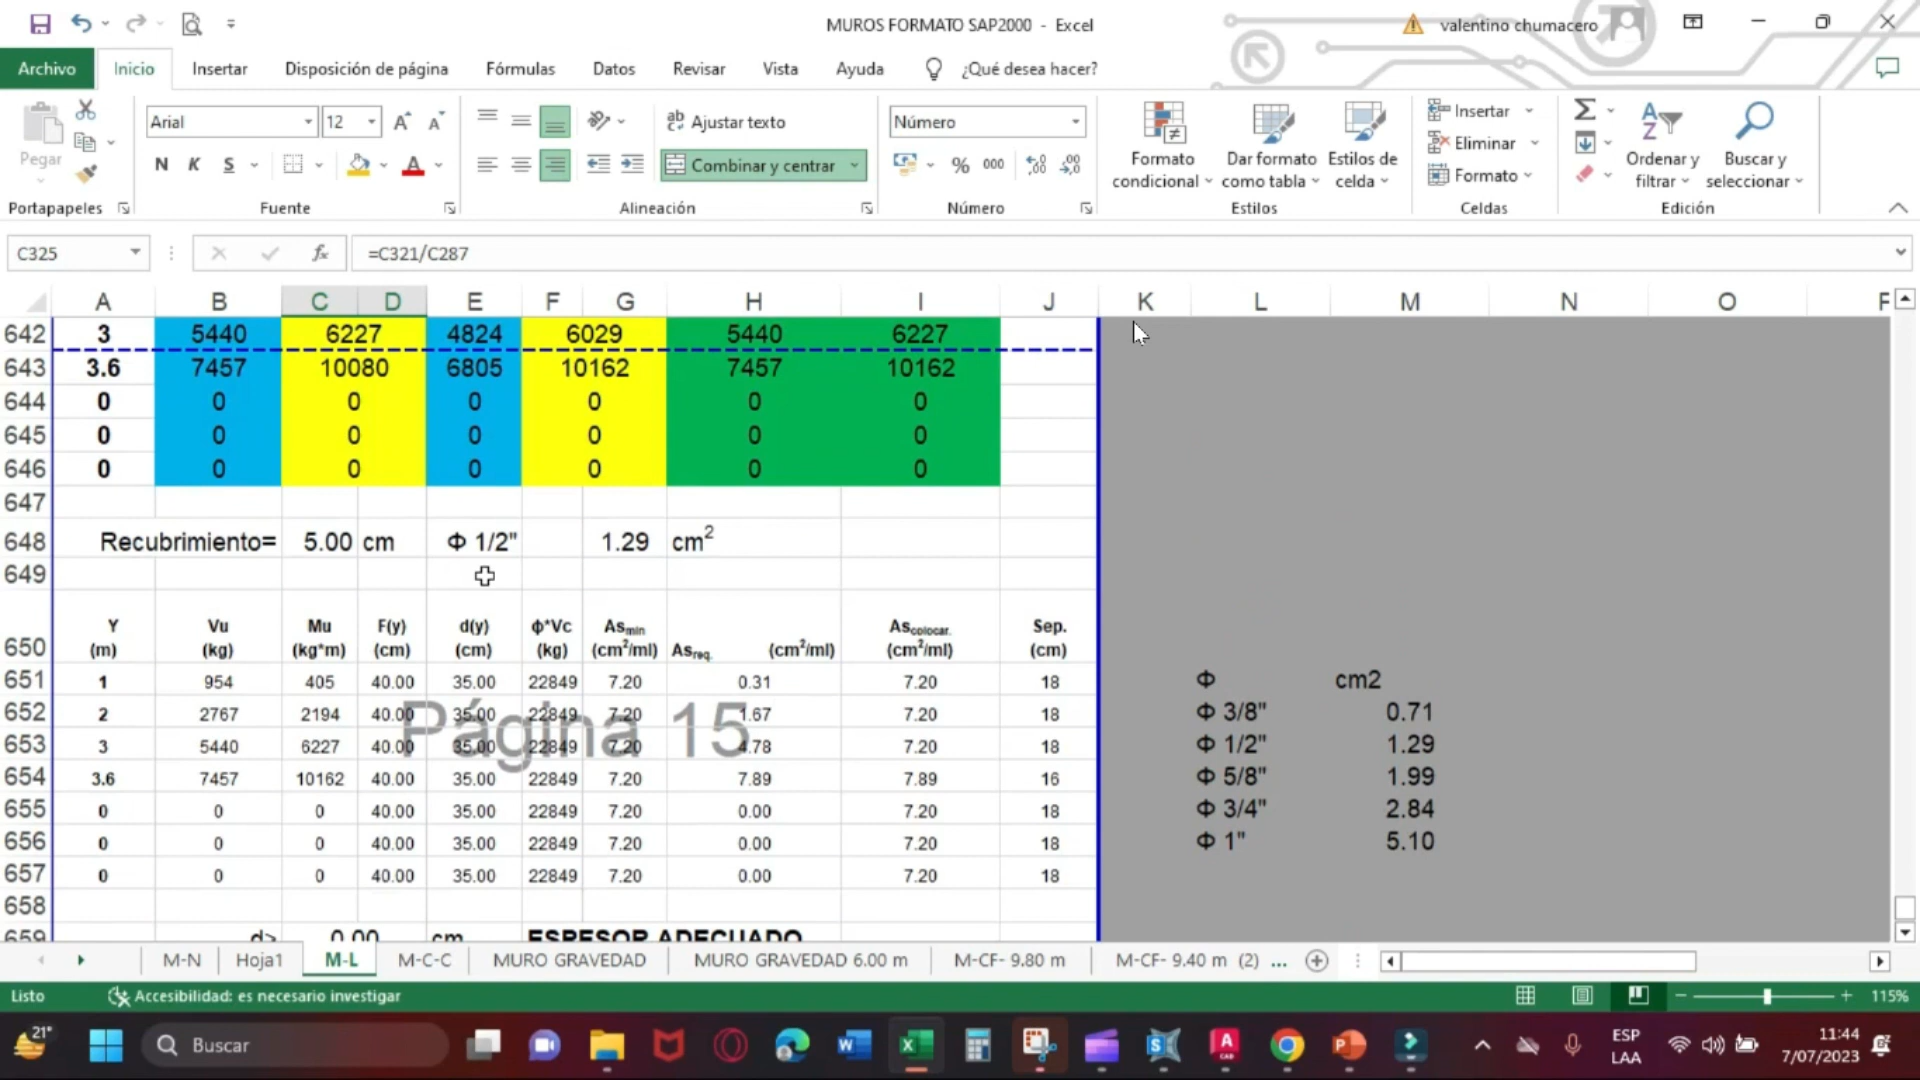 MUROS FORMATO SAP2000 - Excel
valentino chumacero
Archivo Inicio Insertar Disposición de página Fórmulas Datos Revisar Vista Ayuda ¿Qué desea hacer?
Pegar
Portapapeles
Arial 12
N K S
Fuente
Ajustar texto
Combinar y centrar
Alineación
Número
% 000
Número
Formato condicional
Dar formato como tabla
Estilos de celda
Estilos
Insertar
Eliminar
Formato
Celdas
Ordenar y filtrar
Buscar y seleccionar
Edición
C325 fx =C321/C287
A B C D E F G H I J K L M N O
642 3 5440 6227 4824 6029 5440 6227
643 3.6 7457 10080 6805 10162 7457 10162
644 0 0 0 0 0 0 0
645 0 0 0 0 0 0 0
646 0 0 0 0 0 0 0
647
648 Recubrimiento= 5.00 cm Φ 1/2" 1.29 cm2
649
Y Vu Mu F(y) d(y) ϕ*Vc Asmin Ascolocar. Sep.
650 (m) (kg) (kg*m) (cm) (cm) (kg) (cm2/ml) Asreq. (cm2/ml) (cm2/ml) (cm)
651 1 954 405 40.00 35.00 22849 7.20 0.31 7.20 18 Φ cm2
652 2 2767 2194 40.00 35.00 22849 7.20 1.67 7.20 18 Φ 3/8" 0.71
Página 15
653 3 5440 6227 40.00 35.00 22849 7.20 4.78 7.20 18 Φ 1/2" 1.29
654 3.6 7457 10162 40.00 35.00 22849 7.20 7.89 7.89 16 Φ 5/8" 1.99
655 0 0 0 40.00 35.00 22849 7.20 0.00 7.20 18 Φ 3/4" 2.84
656 0 0 0 40.00 35.00 22849 7.20 0.00 7.20 18 Φ 1" 5.10
657 0 0 0 40.00 35.00 22849 7.20 0.00 7.20 18
658
659 d> 0.00 cm ESPESOR ADECUADO
M-N Hoja1 M-L M-C-C MURO GRAVEDAD MURO GRAVEDAD 6.00 m M-CF- 9.80 m M-CF- 9.40 m (2) ...
Listo Accesibilidad: es necesario investigar 115%
21° Buscar ESP LAA 11:44 7/07/2023